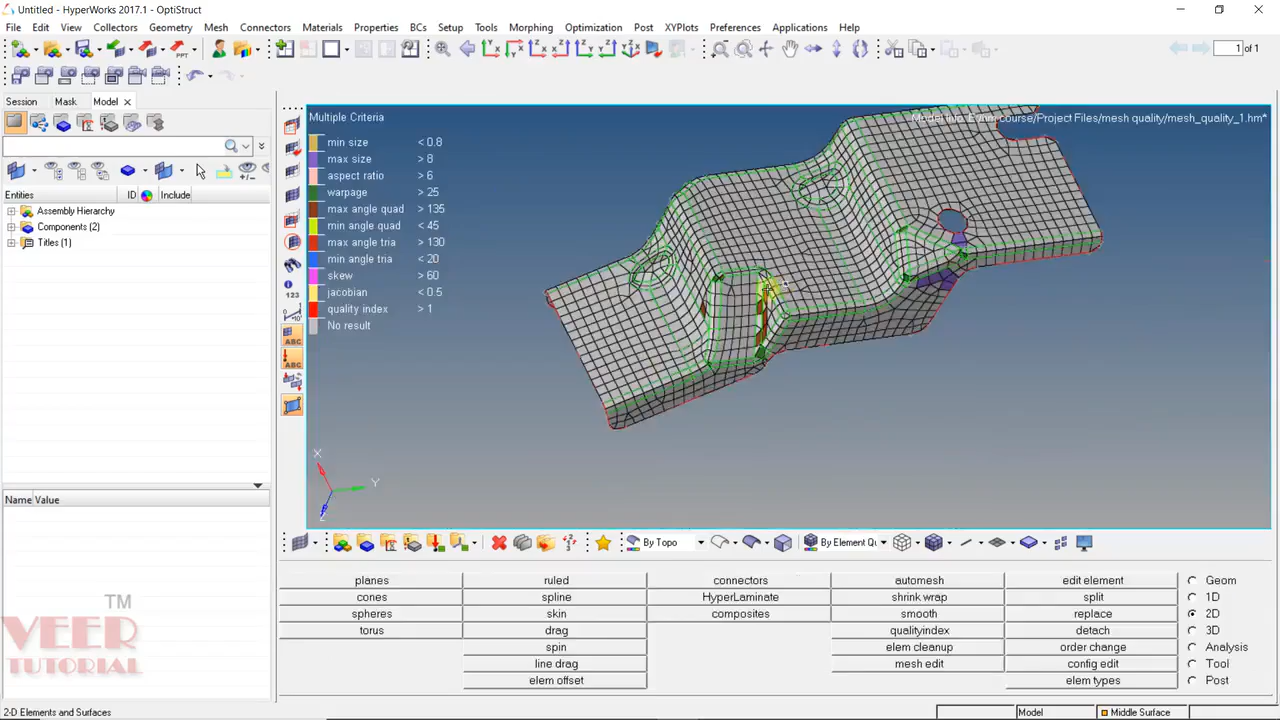 Untitled - HyperWorks 2017.1 - OptiStruct
File Edit View Collectors Geometry Mesh Connectors Materials Properties BCs Setup Tools Morphing Optimization Post XYPlots Preferences Applications Help
1 of 1
Session Mask Model
Entities ID Include
Assembly Hierarchy
Components (2)
Titles (1)
Name Value
Multiple Criteria
min size < 0.8
max size > 8
aspect ratio > 6
warpage > 25
max angle quad > 135
min angle quad < 45
max angle tria > 130
min angle tria < 20
skew > 60
jacobian < 0.5
quality index > 1
No result
123
ABC
ABC
X
Y
Z
By Topo By Element Qu
planes ruled connectors automesh edit element Geom
cones spline HyperLaminate shrink wrap split 1D
spheres skin composites smooth replace 2D
torus drag qualityindex detach 3D
spin elem cleanup order change Analysis
line drag mesh edit config edit Tool
elem offset elem types Post
TM
VEER
TUTORIAL
2-D Elements and Surfaces Model Middle Surface